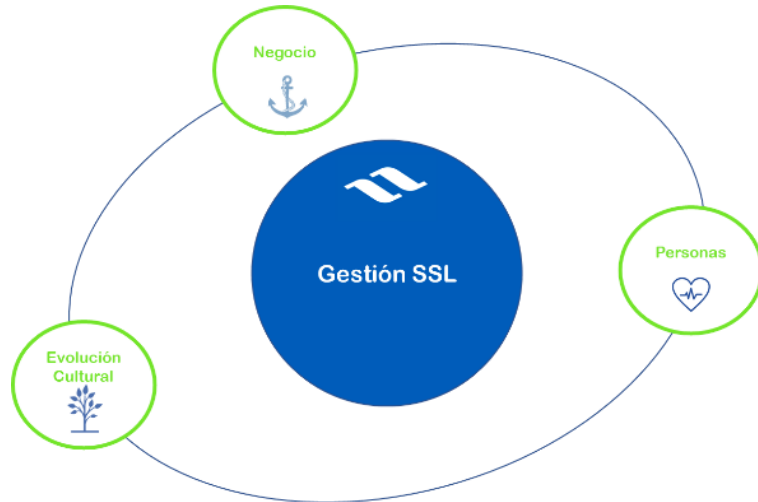 Negocio
Personas
Gestión SSL
Evolución
Cultural